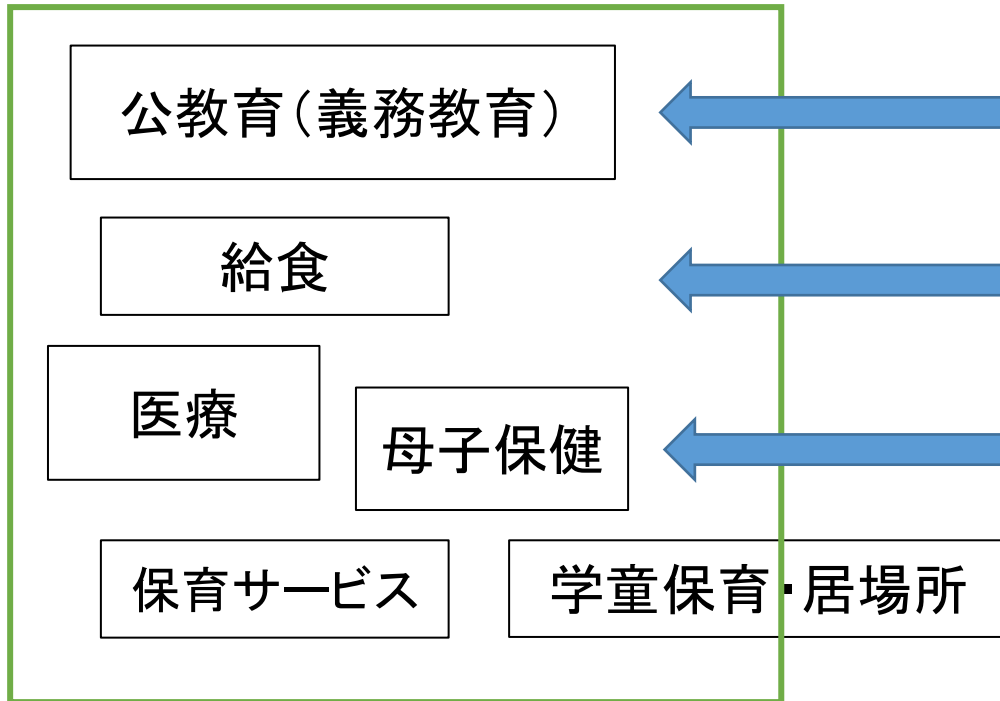 公教育（義務教育）
給食
医療
母子保健
保育サービス
学童保育・居場所